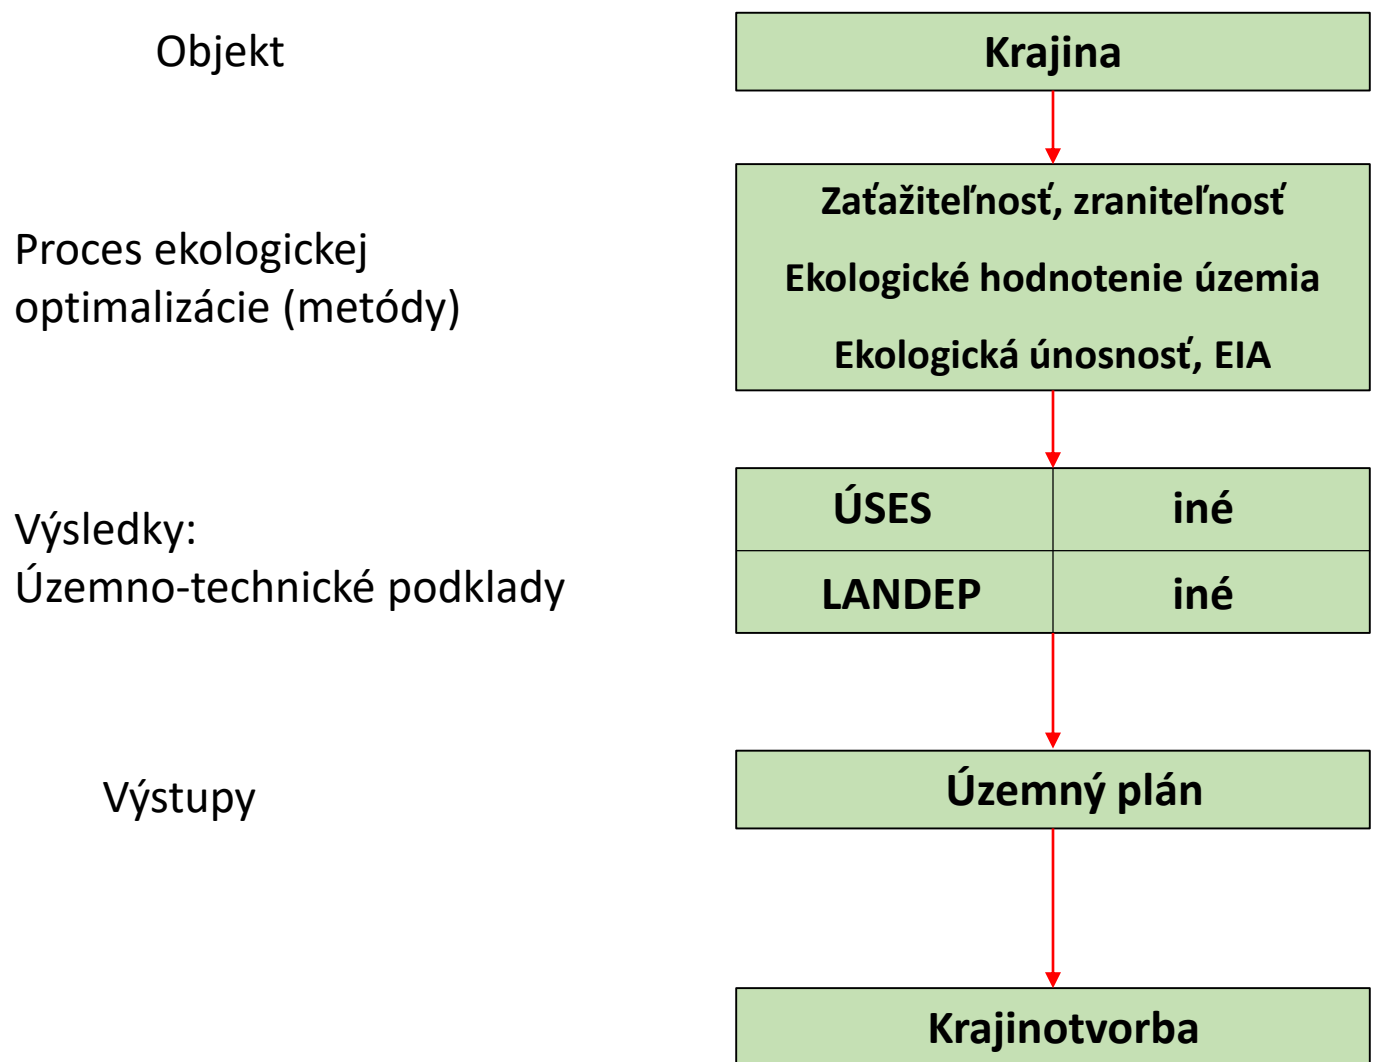 Objekt
Krajina
Proces ekologickej
optimalizácie (metódy)
Zaťažiteľnosť, zraniteľnosť
Ekologické hodnotenie územia
Ekologická únosnosť, EIA
Výsledky:
Územno-technické podklady
ÚSES
iné
LANDEP
iné
Výstupy
Územný plán
Krajinotvorba